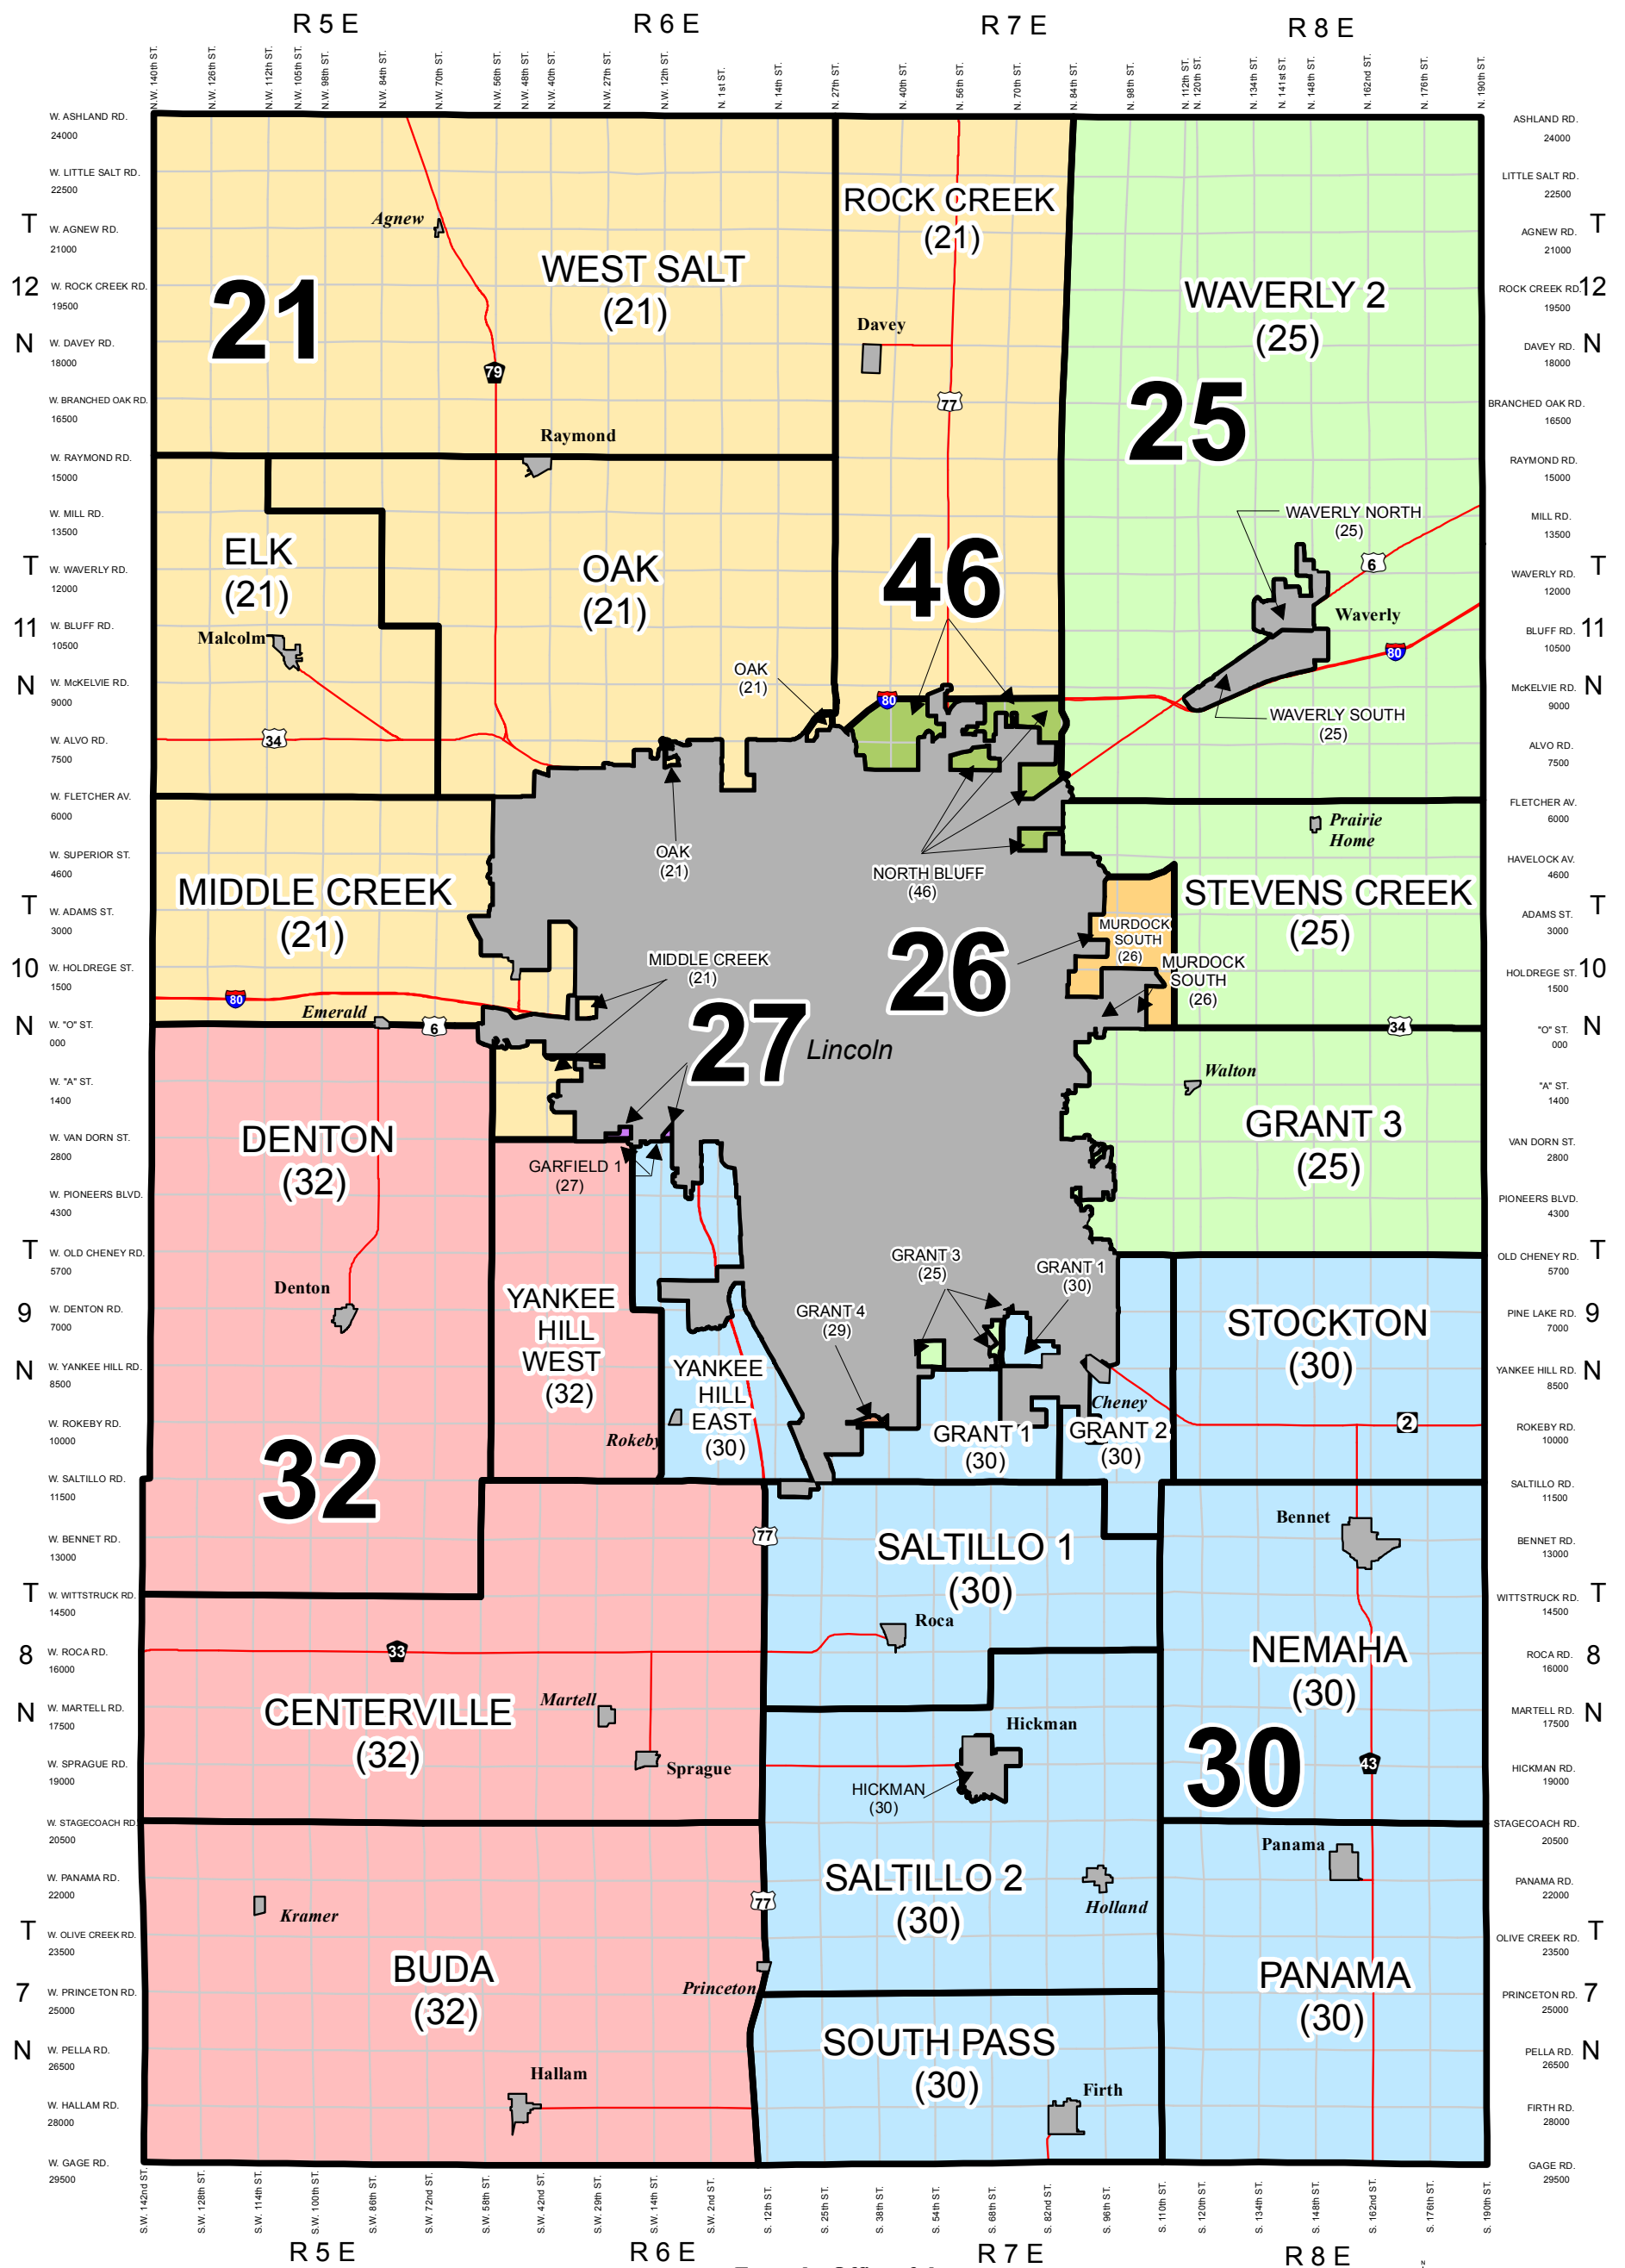 R 5 E
R 6 E
R 7 E
R 8 E
N.W. 140th ST.
N.W. 126th ST.
N.W. 112th ST.
N.W. 105th ST.
N.W. 98th ST.
N.W. 84th ST.
N.W. 70th ST.
N.W. 56th ST.
N.W. 48th ST.
N.W. 40th ST.
N.W. 27th ST.
N.W. 12th ST.
N. 1st ST.
N. 14th ST.
N. 27th ST.
N. 40th ST.
N. 56th ST.
N. 70th ST.
N. 84th ST.
N. 98th ST.
N. 112th ST.
N. 120th ST.
N. 134th ST.
N. 141st ST.
N. 148th ST.
N. 162nd ST.
N. 176th ST.
N. 190th ST.
T
12
N
T
11
N
T
10
N
T
9
N
T
8
N
T
7
N
W. ASHLAND RD.
24000
W. LITTLE SALT RD.
22500
W. AGNEW RD.
21000
W. ROCK CREEK RD.
19500
W. DAVEY RD.
18000
W. BRANCHED OAK RD.
16500
W. RAYMOND RD.
15000
W. MILL RD.
13500
W. WAVERLY RD.
12000
W. BLUFF RD.
10500
W. McKELVIE RD.
9000
W. ALVO RD.
7500
W. FLETCHER AV.
6000
W. SUPERIOR ST.
4600
W. ADAMS ST.
3000
W. HOLDREGE ST.
1500
W. "O" ST.
000
W. "A" ST.
1400
W. VAN DORN ST.
2800
W. PIONEERS BLVD.
4300
W. OLD CHENEY RD.
5700
W. DENTON RD.
7000
W. YANKEE HILL RD.
8500
W. ROKEBY RD.
10000
W. SALTILLO RD.
11500
W. BENNET RD.
13000
W. WITTSTRUCK RD.
14500
W. ROCA RD.
16000
W. MARTELL RD.
17500
W. SPRAGUE RD.
19000
W. STAGECOACH RD.
20500
W. PANAMA RD.
22000
W. OLIVE CREEK RD.
23500
W. PRINCETON RD.
25000
W. PELLA RD.
26500
W. HALLAM RD.
28000
W. GAGE RD.
29500
Agnew
21
WEST SALT
(21)
79
Raymond
ROCK CREEK
(21)
Davey
77
46
WAVERLY 2
(25)
25
WAVERLY NORTH
(25)
6
Waverly
80
WAVERLY SOUTH
(25)
ELK
(21)
Malcolm
34
OAK
(21)
OAK
(21)
80
OAK
(21)
NORTH BLUFF
(46)
Prairie
Home
MIDDLE CREEK
(21)
80
Emerald
6
MIDDLE CREEK
(21)
27
26
Lincoln
MURDOCK
SOUTH
(26)
MURDOCK
SOUTH
(26)
STEVENS CREEK
(25)
34
Walton
GRANT 3
(25)
DENTON
(32)
Denton
GARFIELD 1
(27)
YANKEE
HILL
WEST
(32)
YANKEE
HILL
EAST
(30)
Rokeby
GRANT 4
(29)
GRANT 3
(25)
GRANT 1
(30)
Cheney
GRANT 1
(30)
GRANT 2
(30)
STOCKTON
(30)
2
32
77
SALTILLO 1
(30)
Roca
Bennet
NEMAHA
(30)
33
CENTERVILLE
(32)
Martell
Sprague
Hickman
HICKMAN
(30)
30
43
Kramer
BUDA
(32)
77
Princeton
Hallam
SALTILLO 2
(30)
Holland
Panama
PANAMA
(30)
SOUTH PASS
(30)
Firth
ASHLAND RD.
24000
LITTLE SALT RD.
22500
AGNEW RD.
21000
ROCK CREEK RD.
19500
DAVEY RD.
18000
BRANCHED OAK RD.
16500
RAYMOND RD.
15000
MILL RD.
13500
WAVERLY RD.
12000
BLUFF RD.
10500
McKELVIE RD.
9000
ALVO RD.
7500
FLETCHER AV.
6000
HAVELOCK AV.
4600
ADAMS ST.
3000
HOLDREGE ST.
1500
"O" ST.
000
"A" ST.
1400
VAN DORN ST.
2800
PIONEERS BLVD.
4300
OLD CHENEY RD.
5700
PINE LAKE RD.
7000
YANKEE HILL RD.
8500
ROKEBY RD.
10000
SALTILLO RD.
11500
BENNET RD.
13000
WITTSTRUCK RD.
14500
ROCA RD.
16000
MARTELL RD.
17500
HICKMAN RD.
19000
STAGECOACH RD.
20500
PANAMA RD.
22000
OLIVE CREEK RD.
23500
PRINCETON RD.
25000
PELLA RD.
26500
FIRTH RD.
28000
GAGE RD.
29500
T
12
N
T
11
N
T
10
N
T
9
N
T
8
N
T
7
N
S.W. 142nd ST.
S.W. 128th ST.
S.W. 114th ST.
S.W. 100th ST.
S.W. 86th ST.
S.W. 72nd ST.
S.W. 58th ST.
S.W. 42nd ST.
S.W. 29th ST.
S.W. 14th ST.
S.W. 2nd ST.
S. 12th ST.
S. 25th ST.
S. 38th ST.
S. 54th ST.
S. 68th ST.
S. 82nd ST.
S. 96th ST.
S. 110th ST.
S. 120th ST.
S. 134th ST.
S. 148th ST.
S. 162nd ST.
S. 176th ST.
S. 190th ST.
R 5 E
R 6 E
R 7 E
R 8 E